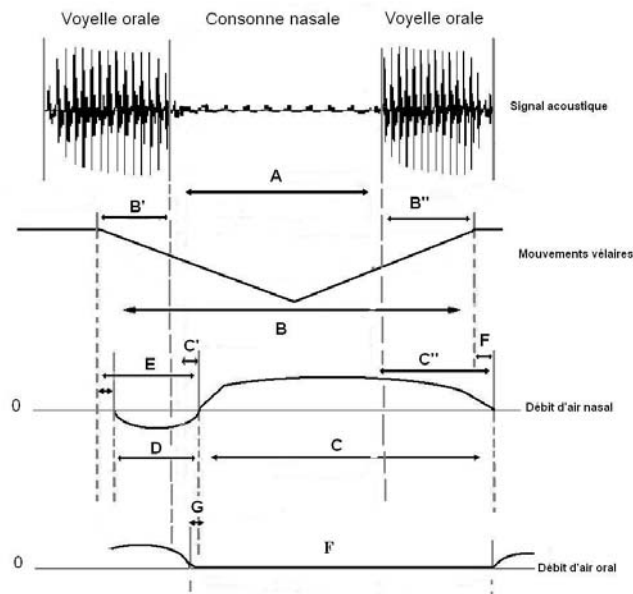 Voyelle orale Consonne nasale Voyelle orale
Signal acoustique
A
B' B"
Mouvements vélaires
B
C' F
E C"
0 Débit d'air nasal
D C
G
F
0 Débit d'air oral